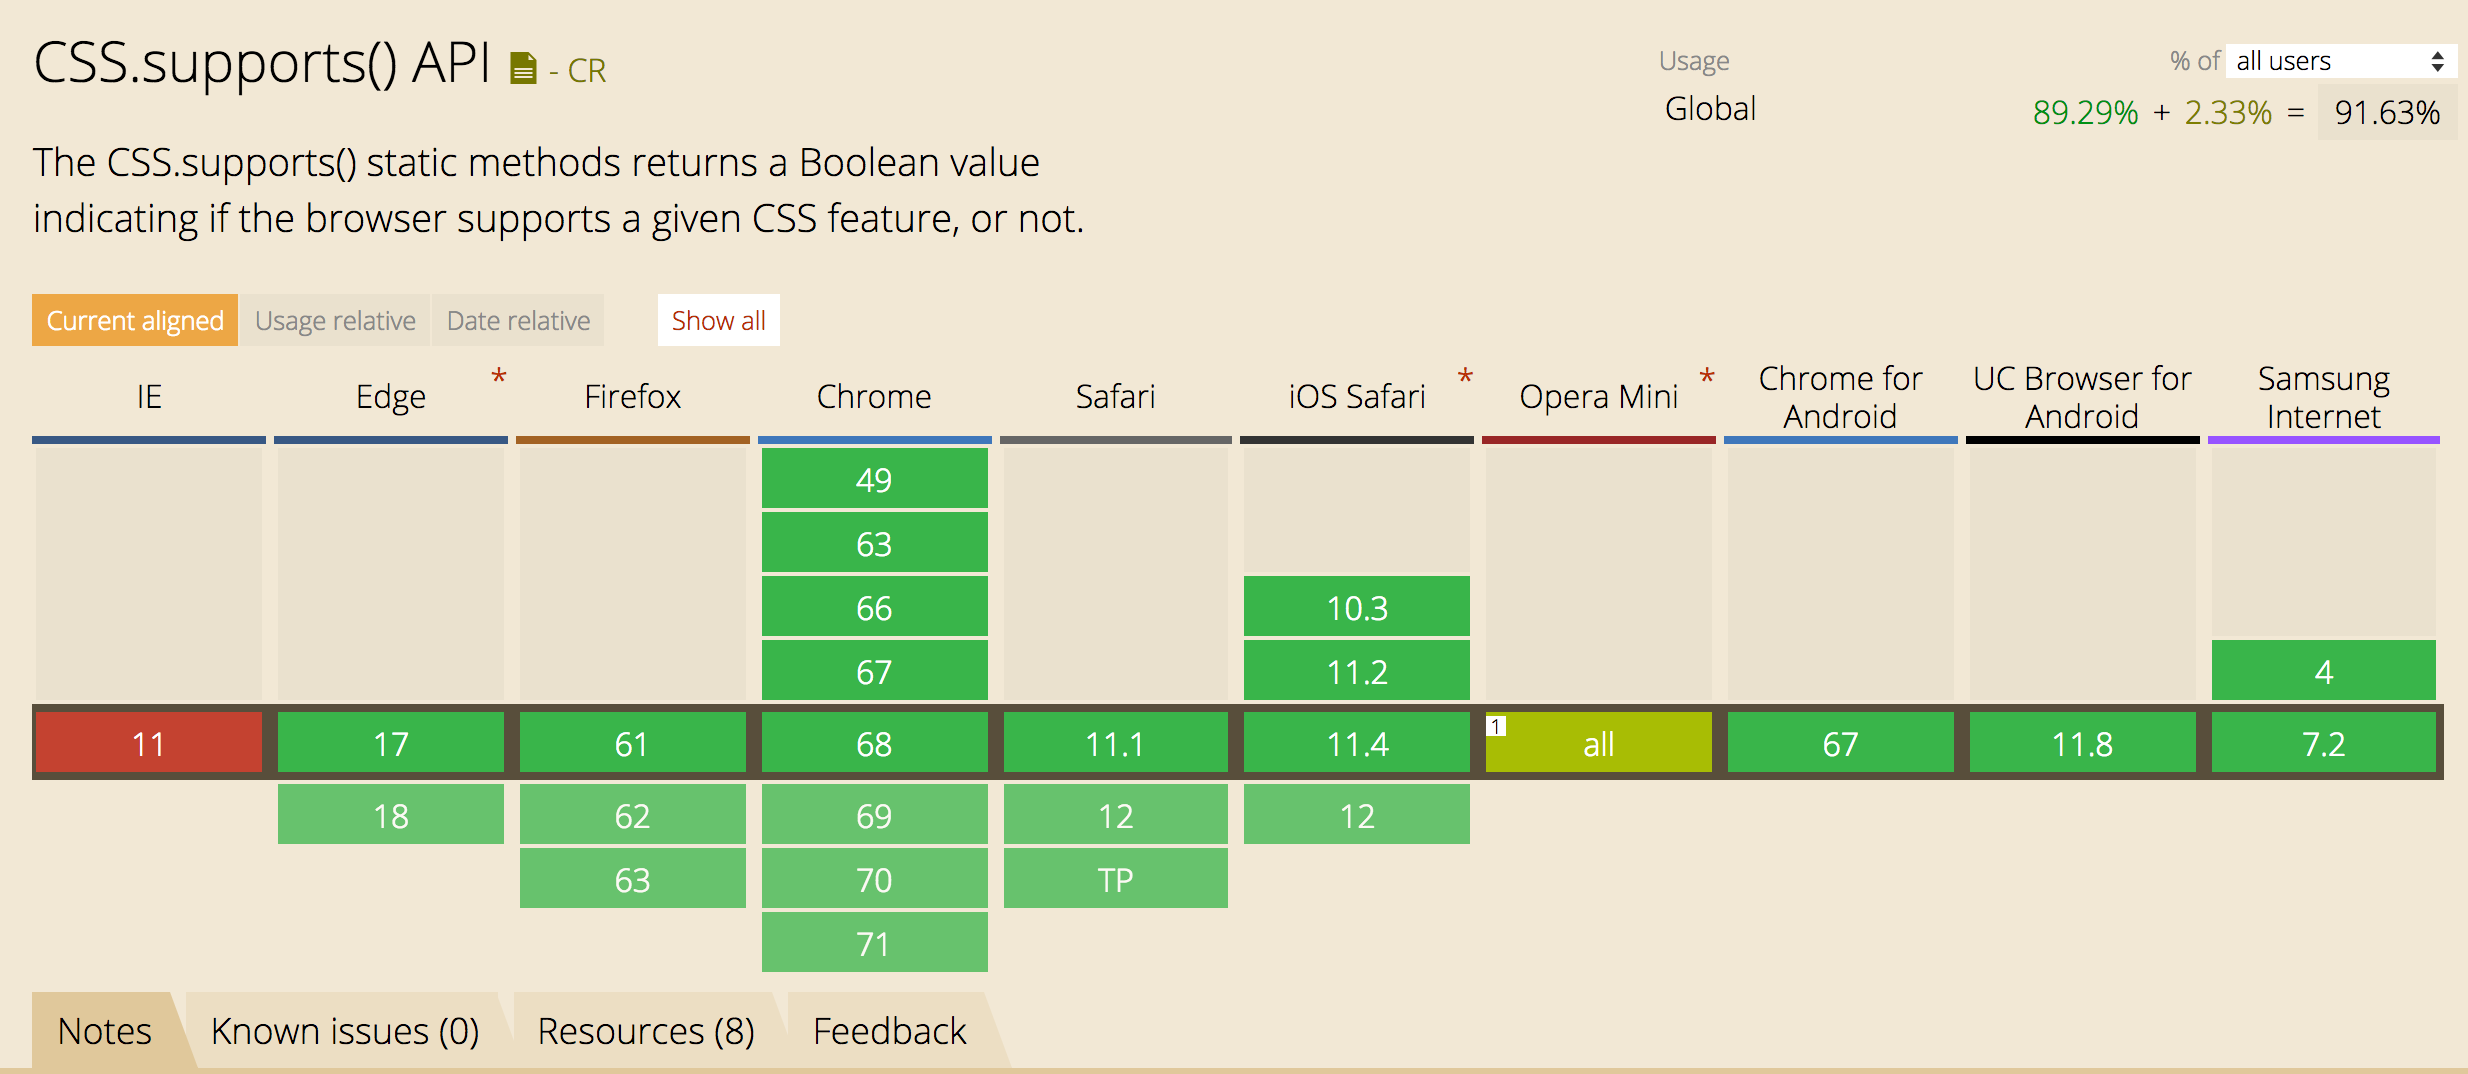 CSS.supports() API - CR
Usage % of all users
Global 89.29% + 2.33% = 91.63%
The CSS.supports() static methods returns a Boolean value
indicating if the browser supports a given CSS feature, or not.
Current aligned Usage relative Date relative Show all
IE Edge * Firefox Chrome Safari iOS Safari * Opera Mini * Chrome for Android UC Browser for Android Samsung Internet
49
63
66 10.3
67 11.2 4
11 17 61 68 11.1 11.4 1 all 67 11.8 7.2
18 62 69 12 12
63 70 TP
71
Notes Known issues (0) Resources (8) Feedback